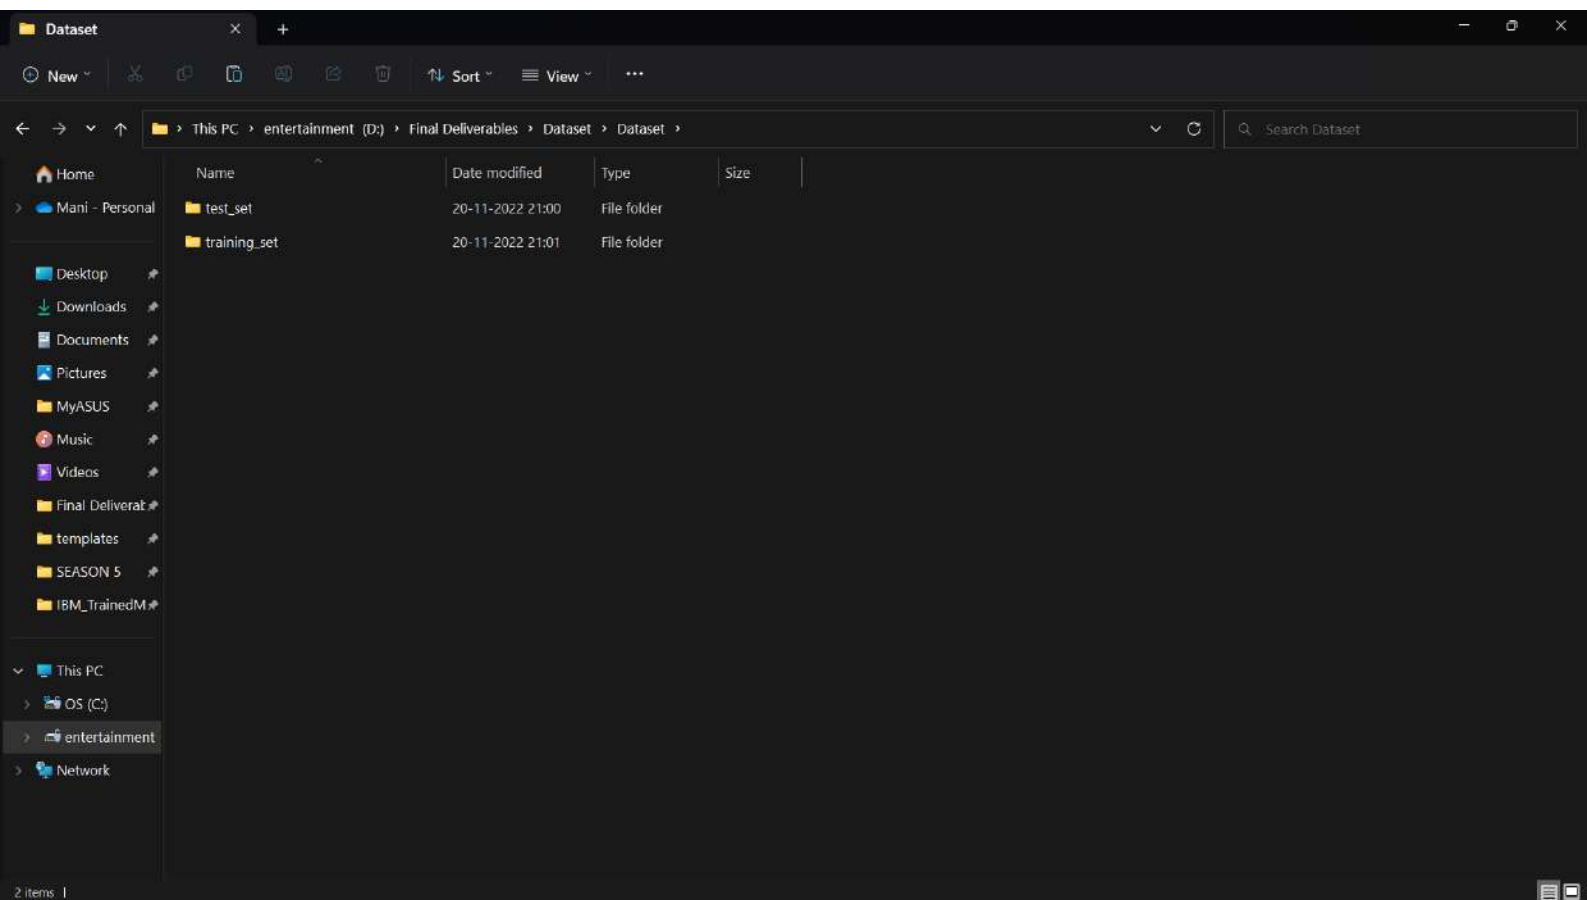 Dataset
New
Sort
View
This PC > entertainment (D:) > Final Deliverables > Dataset > Dataset >
Search Dataset
Name Date modified Type Size
test_set 20-11-2022 21:00 File folder
training_set 20-11-2022 21:01 File folder
Home
Mani - Personal
Desktop
Downloads
Documents
Pictures
MyASUS
Music
Videos
Final Deliverat
templates
SEASON 5
IBM_TrainedM
This PC
OS (C:)
entertainment
Network
2 items